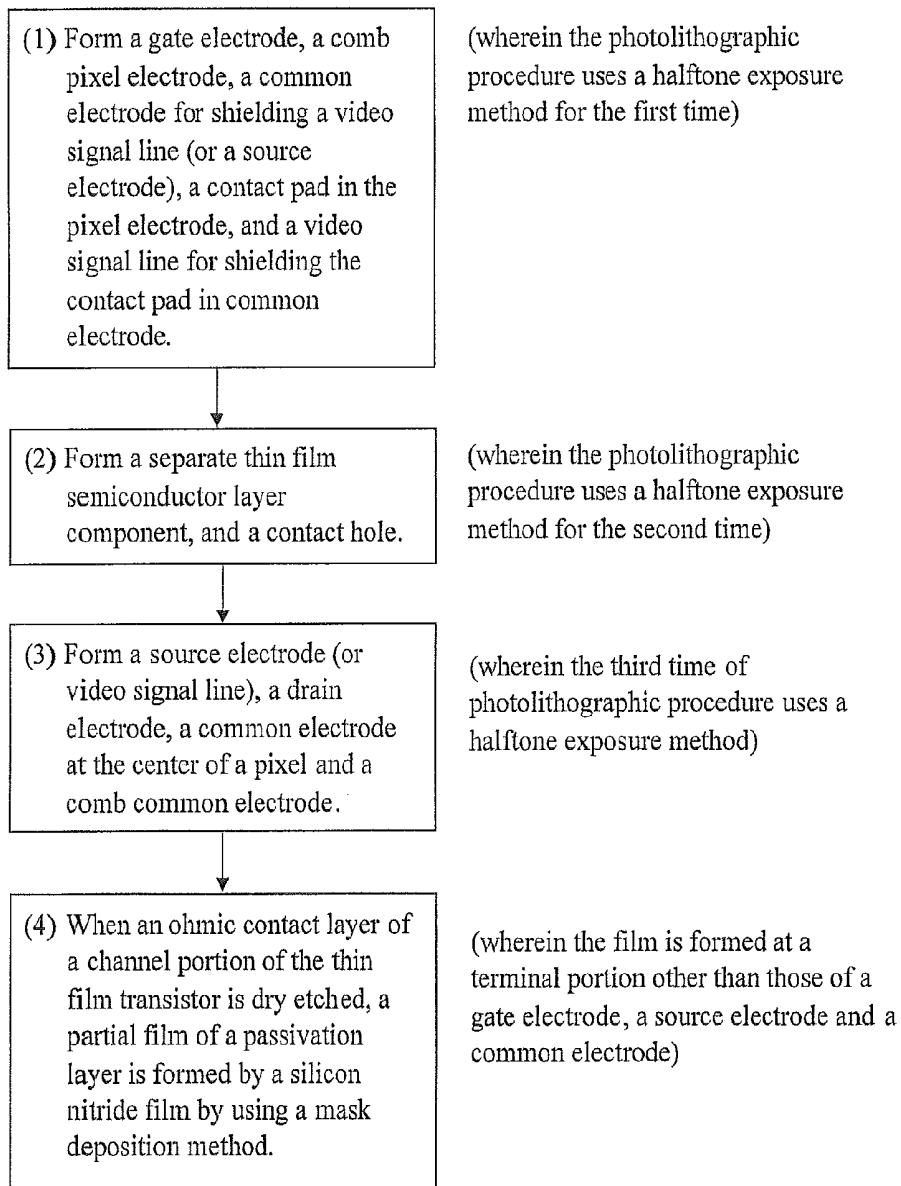 (1) Form a gate electrode, a comb
pixel electrode, a common
electrode for shielding a video
signal line (or a source
electrode), a contact pad in the
pixel electrode, and a video
signal line for shielding the
contact pad in common
electrode.
(wherein the photolithographic
procedure uses a halftone exposure
method for the first time)
(2) Form a separate thin film
semiconductor layer
component, and a contact hole.
(wherein the photolithographic
procedure uses a halftone exposure
method for the second time)
(3) Form a source electrode (or
video signal line), a drain
electrode, a common electrode
at the center of a pixel and a
comb common electrode.
(wherein the third time of
photolithographic procedure uses a
halftone exposure method)
(4) When an ohmic contact layer of
a channel portion of the thin
film transistor is dry etched, a
partial film of a passivation
layer is formed by a silicon
nitride film by using a mask
deposition method.
(wherein the film is formed at a
terminal portion other than those of a
gate electrode, a source electrode and a
common electrode)